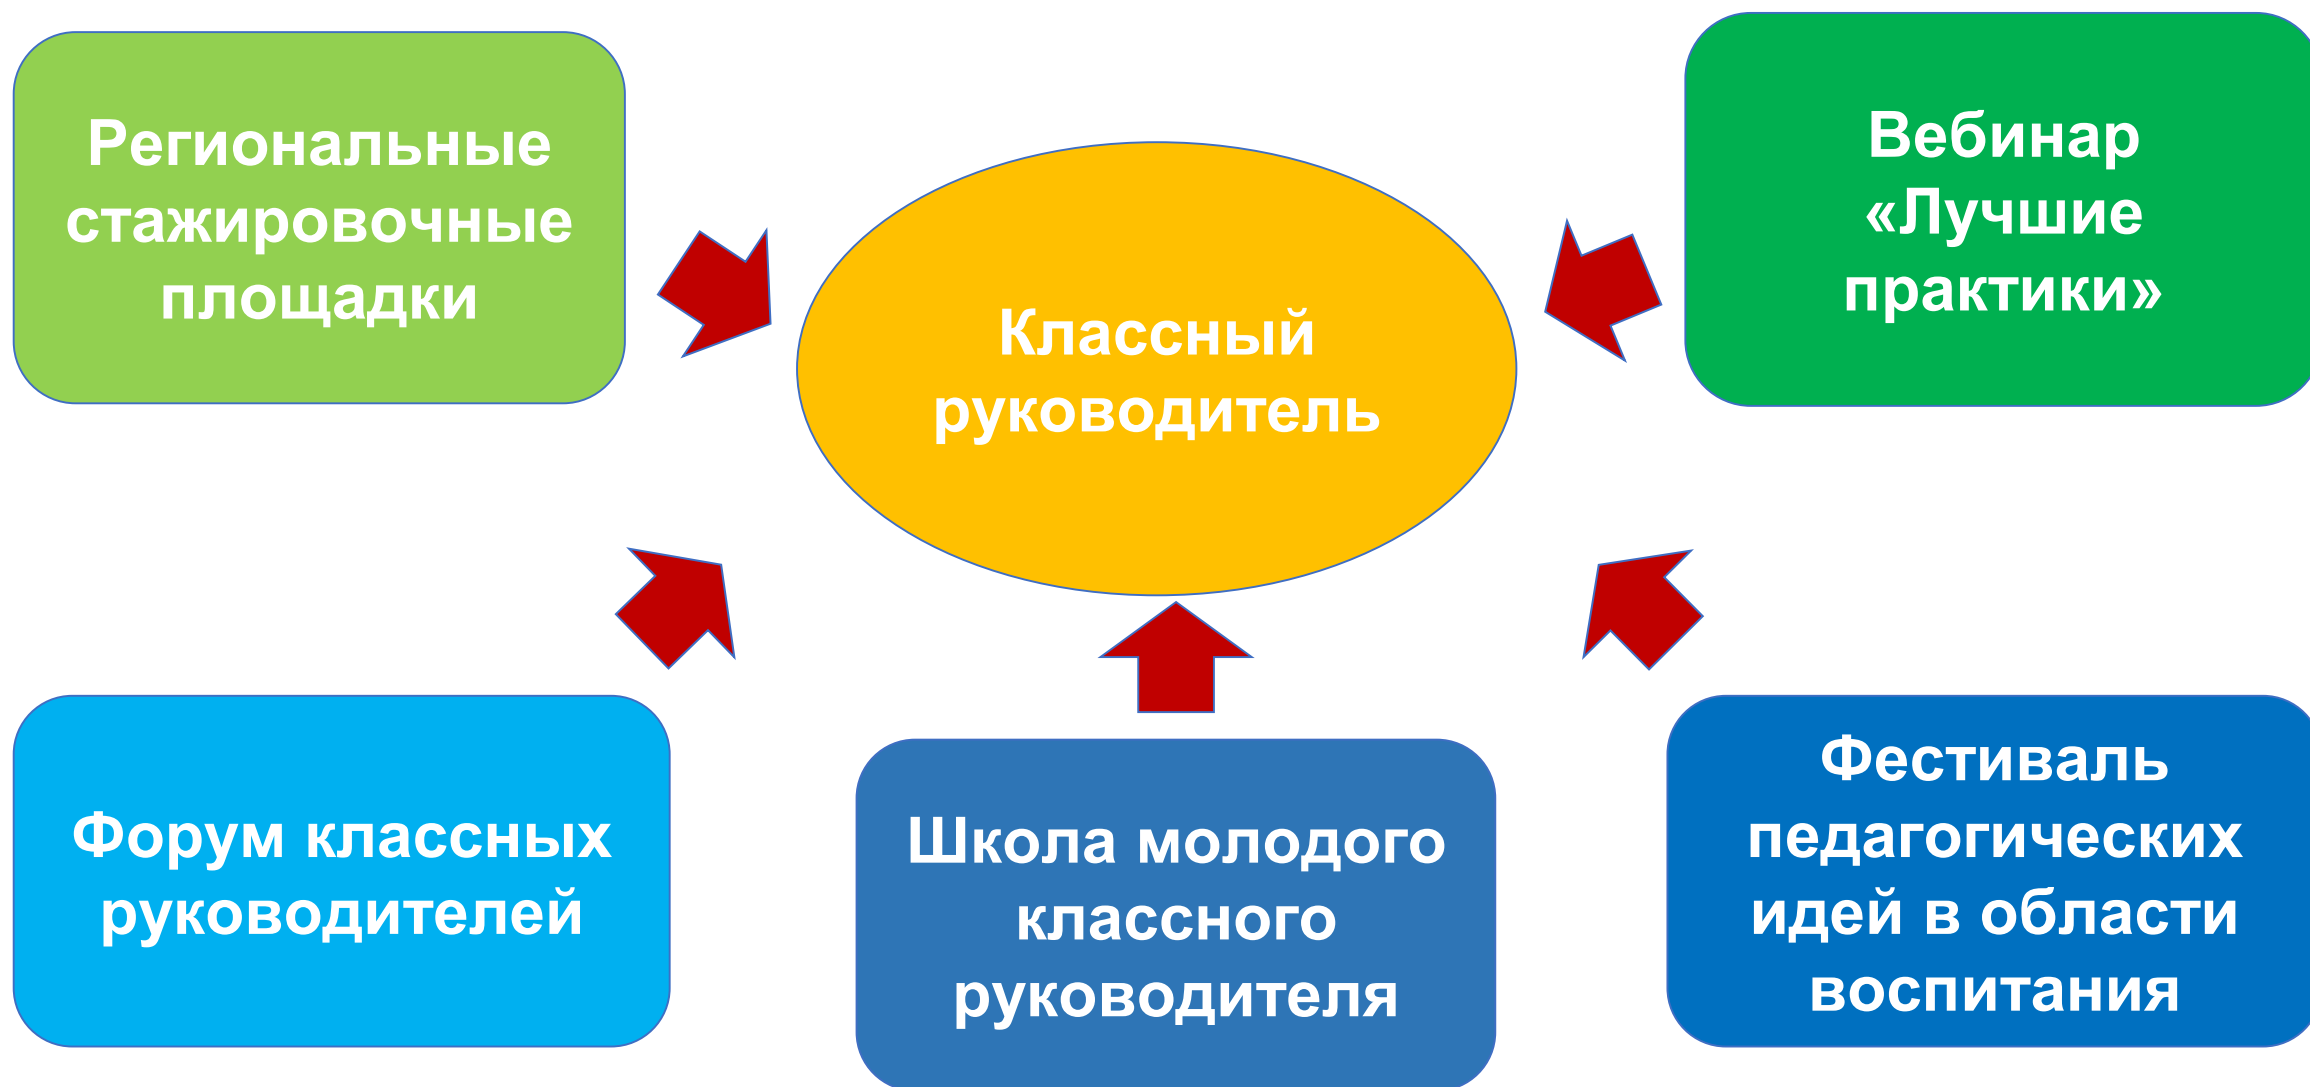 Региональные
стажировочные
площадки
Классный
руководитель
Вебинар
«Лучшие
практики»
Форум классных
руководителей
Школа молодого
классного
руководителя
Фестиваль
педагогических
идей в области
воспитания